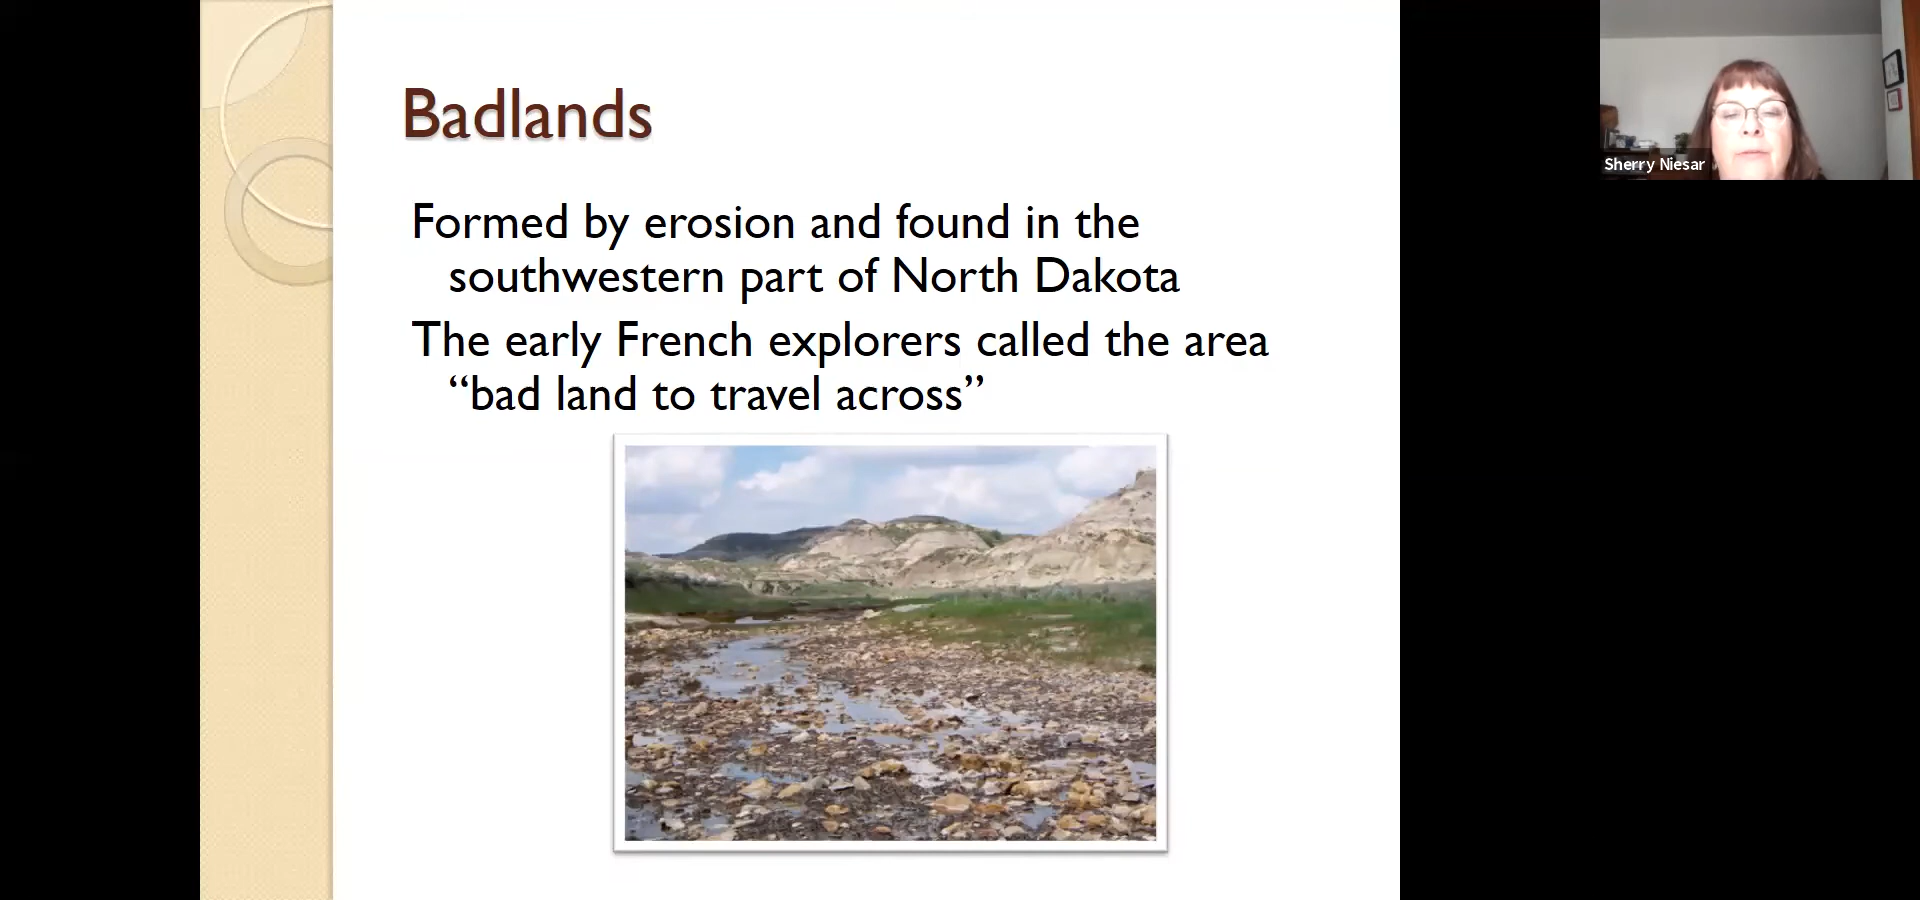 Badlands
Formed by erosion and found in the
southwestern part of North Dakota
The early French explorers called the area
“bad land to travel across”
Sherry Niesar